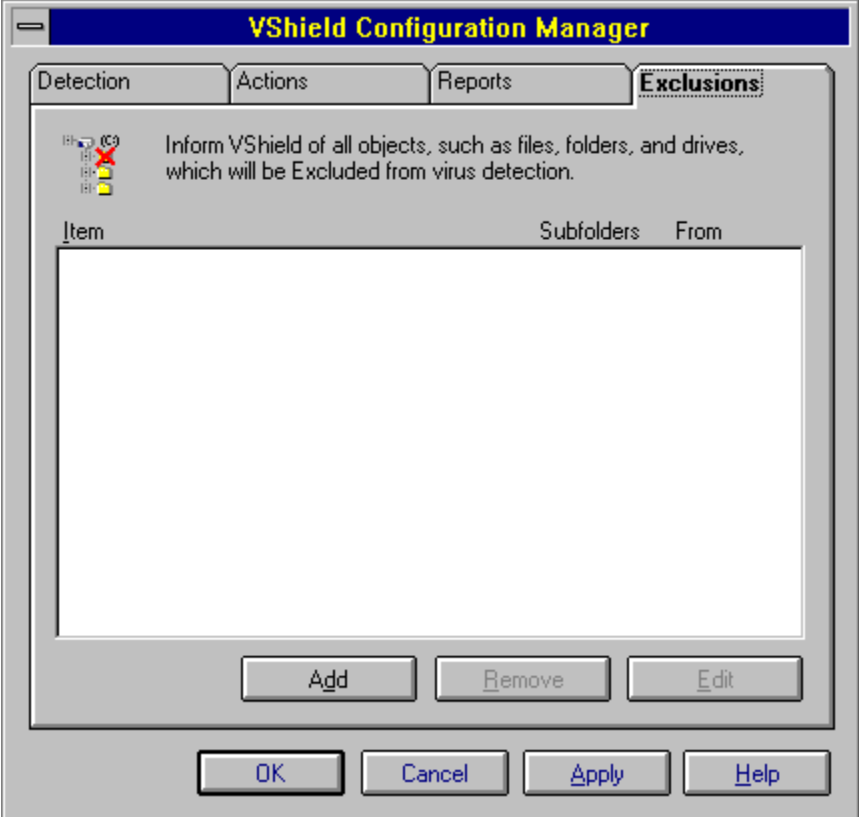 VShield Configuration Manager
Detection Actions Reports Exclusions
Inform VShield of all objects, such as files, folders, and drives,
which will be Excluded from virus detection.
Item Subfolders From
Add Remove Edit
OK Cancel Apply Help